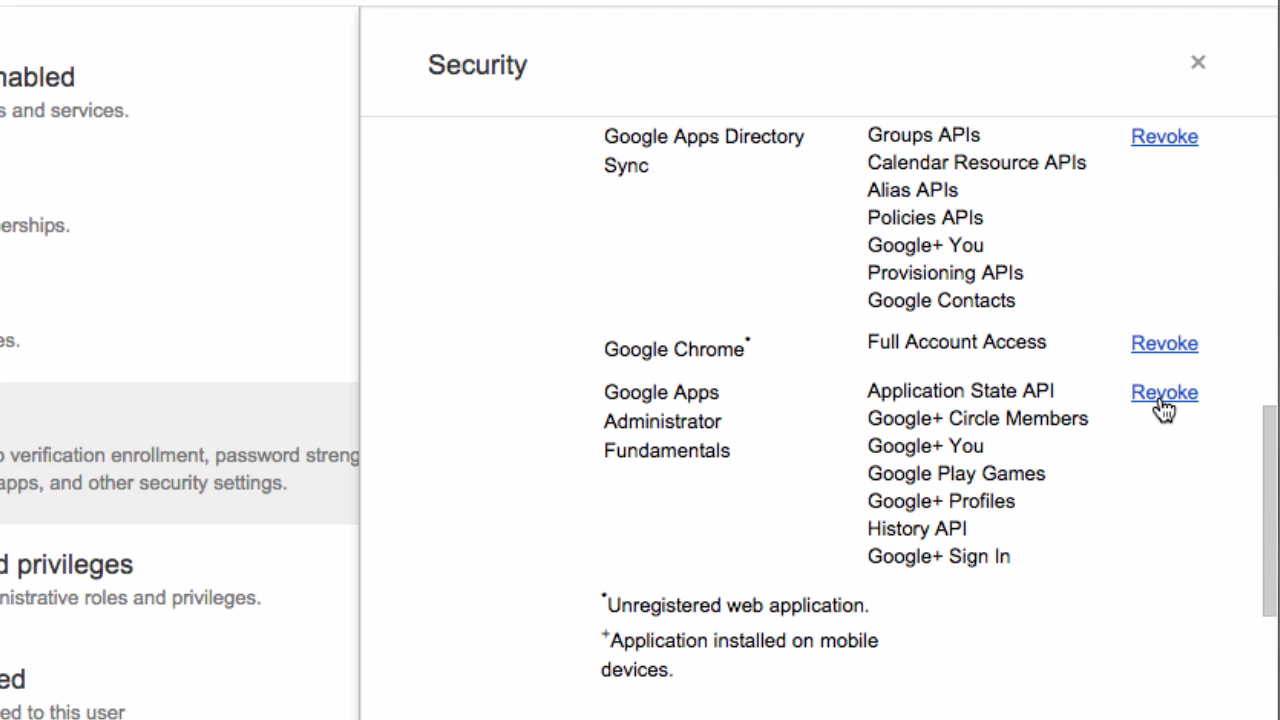 nabled
s and services.
erships.
es.
o verification enrollment, password streng
apps, and other security settings.
d privileges
nistrative roles and privileges.
ed
ed to this user
Security
×
Google Apps Directory
Sync
Groups APIs
Calendar Resource APIs
Alias APIs
Policies APIs
Google+ You
Provisioning APIs
Google Contacts
Revoke
Google Chrome*
Full Account Access
Revoke
Google Apps
Administrator
Fundamentals
Application State API
Google+ Circle Members
Google+ You
Google Play Games
Google+ Profiles
History API
Google+ Sign In
Revoke
*Unregistered web application.
+Application installed on mobile
devices.